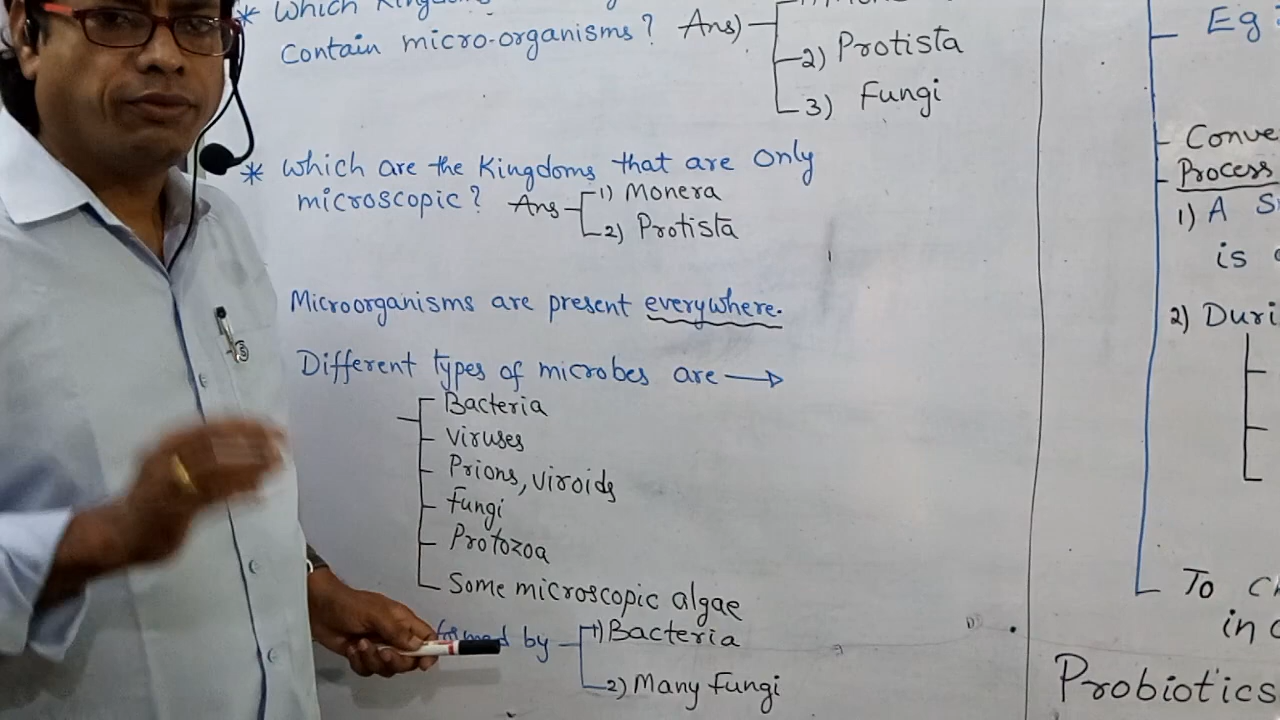 * Which
contain micro-organisms? Ans)
2) Protista
3) Fungi
* Which are the Kingdoms that are only
microscopic? Ans 1) Monera
2) Protista
Microorganisms are present everywhere.
Different types of microbes are →
Bacteria
Viruses
Prions, viroids
Fungi
Protozoa
Some microscopic algae
formed by 1) Bacteria
2) Many Fungi
Eg
Process
1) A
is
2)
To
in
Probiotics